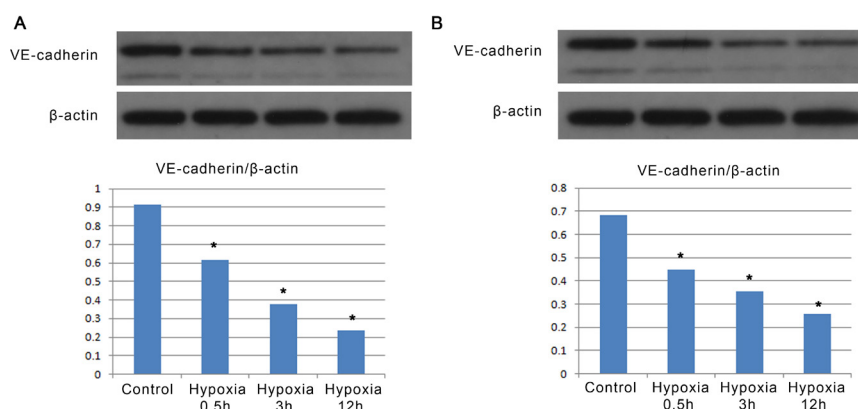 A
VE-cadherin
β-actin
VE-cadherin/β-actin
1
0.9
0.8
0.7
0.6
0.5
0.4
0.3
0.2
0.1
0
*
*
*
Control Hypoxia Hypoxia Hypoxia
0.5h 3h 12h
B
VE-cadherin
β-actin
VE-cadherin/β-actin
0.8
0.7
0.6
0.5
0.4
0.3
0.2
0.1
0
*
*
*
Control Hypoxia Hypoxia Hypoxia
0.5h 3h 12h